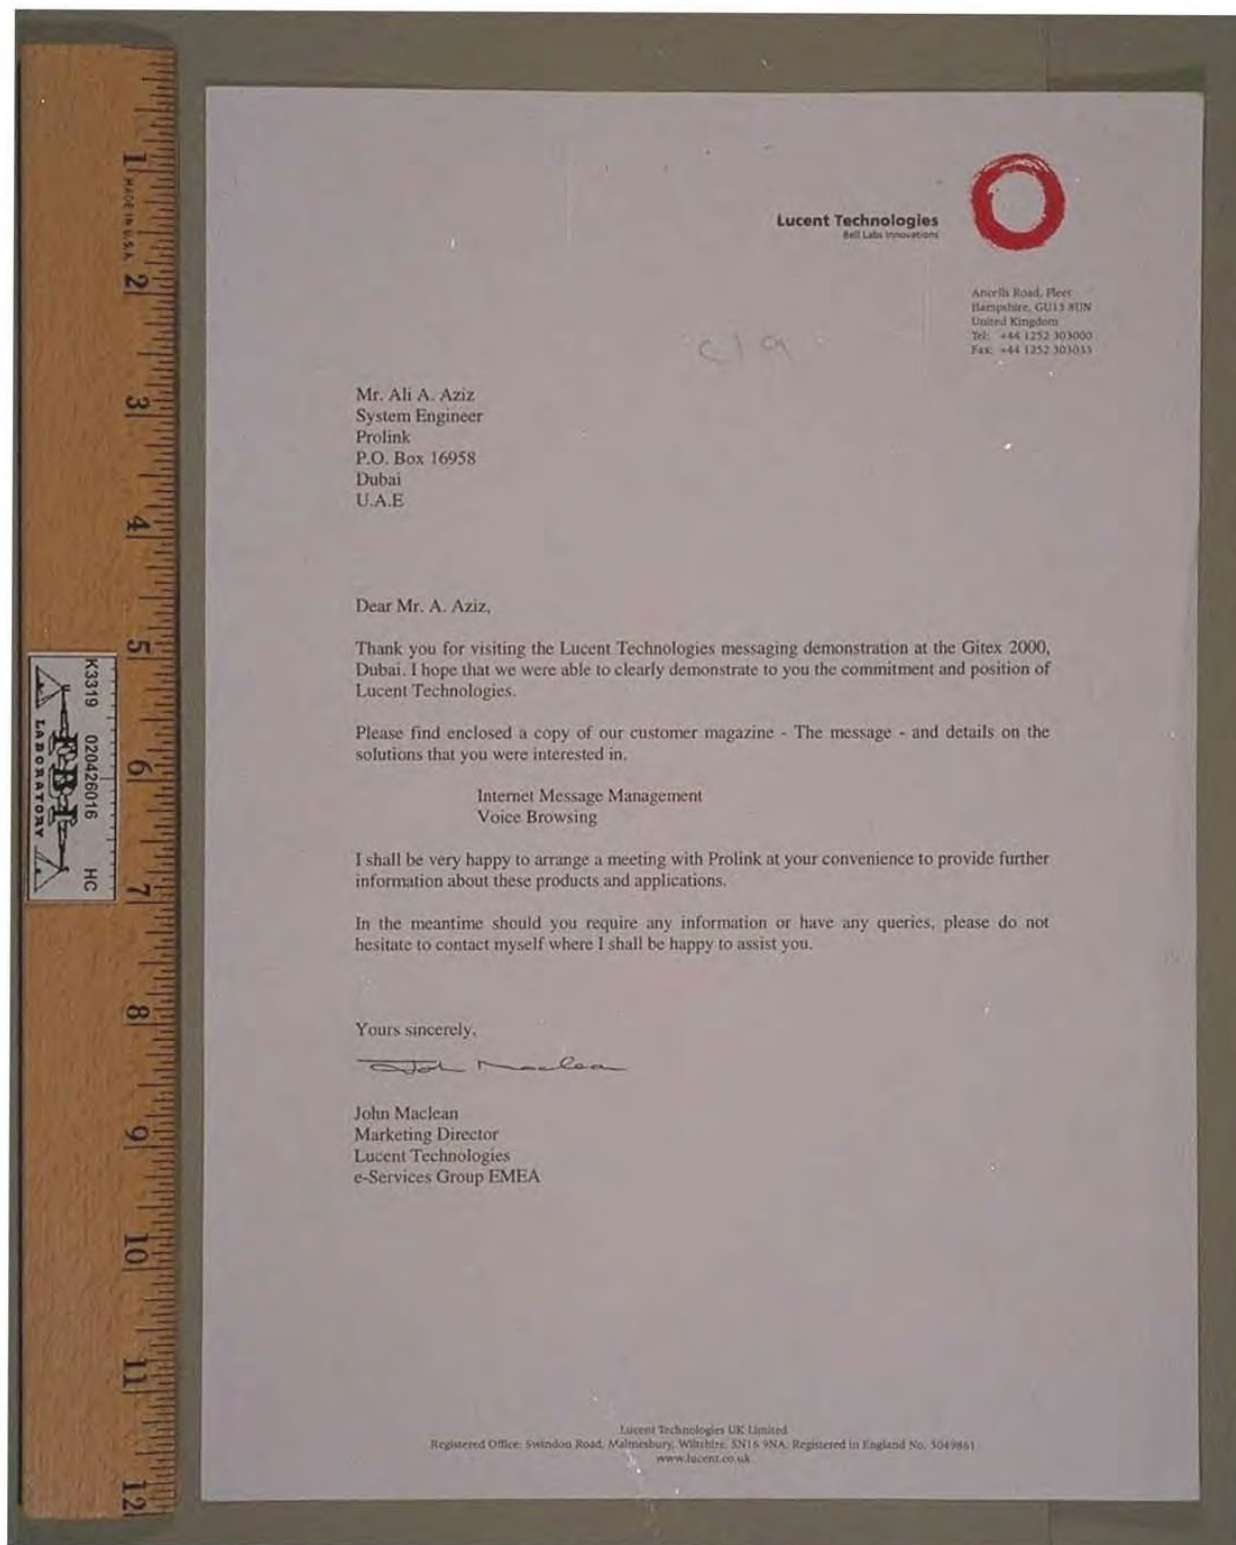 1 MADE IN U.S.A. 2 3 4 5 6 7 8 9 10 11 12
K3319 020426016 HC
F·B·I
LABORATORY
Lucent Technologies
Bell Labs Innovations
Ancells Road, Fleet
Hampshire, GU13 8UN
United Kingdom
Tel: +44 1252 303000
Fax: +44 1252 303033
Mr. Ali A. Aziz
System Engineer
Prolink
P.O. Box 16958
Dubai
U.A.E
Dear Mr. A. Aziz,
Thank you for visiting the Lucent Technologies messaging demonstration at the Gitex 2000,
Dubai. I hope that we were able to clearly demonstrate to you the commitment and position of
Lucent Technologies.
Please find enclosed a copy of our customer magazine - The message - and details on the
solutions that you were interested in.
Internet Message Management
Voice Browsing
I shall be very happy to arrange a meeting with Prolink at your convenience to provide further
information about these products and applications.
In the meantime should you require any information or have any queries, please do not
hesitate to contact myself where I shall be happy to assist you.
Yours sincerely,
John Maclean
John Maclean
Marketing Director
Lucent Technologies
e-Services Group EMEA
Lucent Technologies UK Limited
Registered Office: Swindon Road, Malmesbury, Wiltshire, SN16 9NA, Registered in England No. 3049861
www.lucent.co.uk